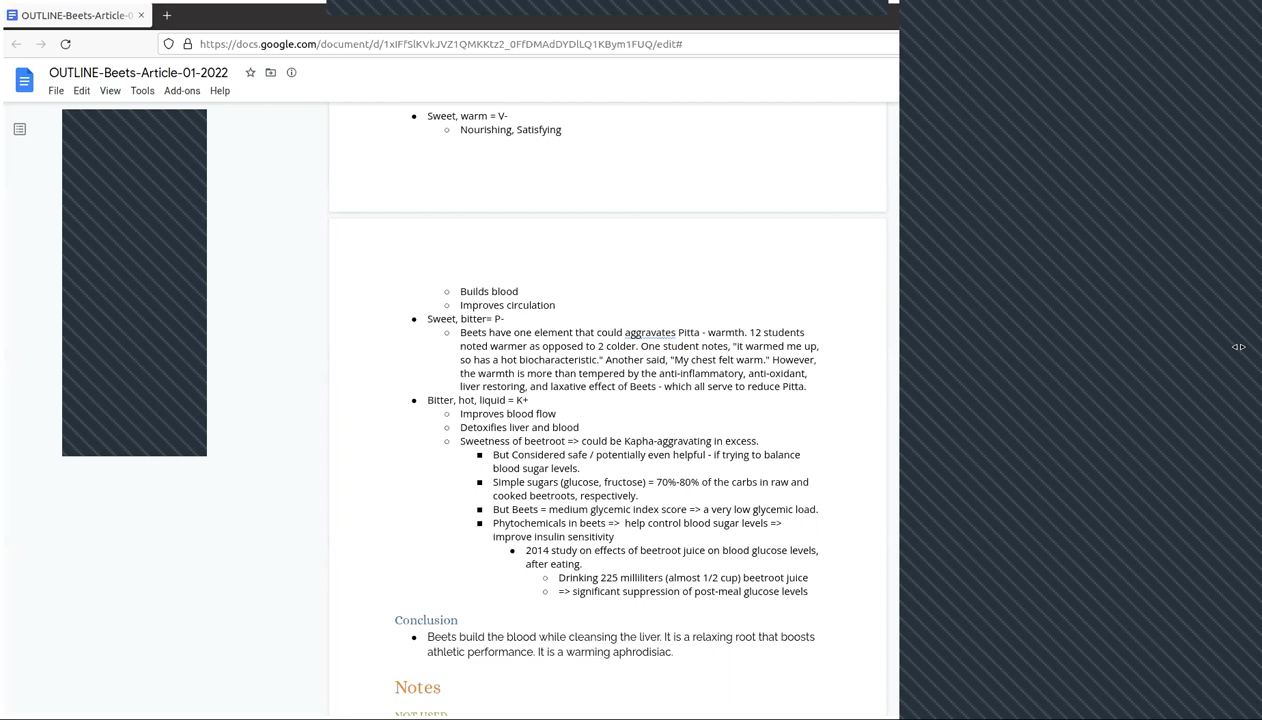 OUTLINE-Beets-Article-0
https://docs.google.com/document/d/1xIFfSlKVkJVZ1QMKKtz2_0FfDMAdDYDlLQ1KBym1FUQ/edit#
OUTLINE-Beets-Article-01-2022
File Edit View Tools Add-ons Help
● Sweet, warm = V-
○ Nourishing, Satisfying
○ Builds blood
○ Improves circulation
● Sweet, bitter= P-
○ Beets have one element that could aggravates Pitta - warmth. 12 students
noted warmer as opposed to 2 colder. One student notes, "it warmed me up,
so has a hot biocharacteristic." Another said, "My chest felt warm." However,
the warmth is more than tempered by the anti-inflammatory, anti-oxidant,
liver restoring, and laxative effect of Beets - which all serve to reduce Pitta.
● Bitter, hot, liquid = K+
○ Improves blood flow
○ Detoxifies liver and blood
○ Sweetness of beetroot => could be Kapha-aggravating in excess.
■ But Considered safe / potentially even helpful - if trying to balance
blood sugar levels.
■ Simple sugars (glucose, fructose) = 70%-80% of the carbs in raw and
cooked beetroots, respectively.
■ But Beets = medium glycemic index score => a very low glycemic load.
■ Phytochemicals in beets => help control blood sugar levels =>
improve insulin sensitivity
● 2014 study on effects of beetroot juice on blood glucose levels,
after eating.
○ Drinking 225 milliliters (almost 1/2 cup) beetroot juice
○ => significant suppression of post-meal glucose levels
Conclusion
● Beets build the blood while cleansing the liver. It is a relaxing root that boosts
athletic performance. It is a warming aphrodisiac.
Notes
NOT USED